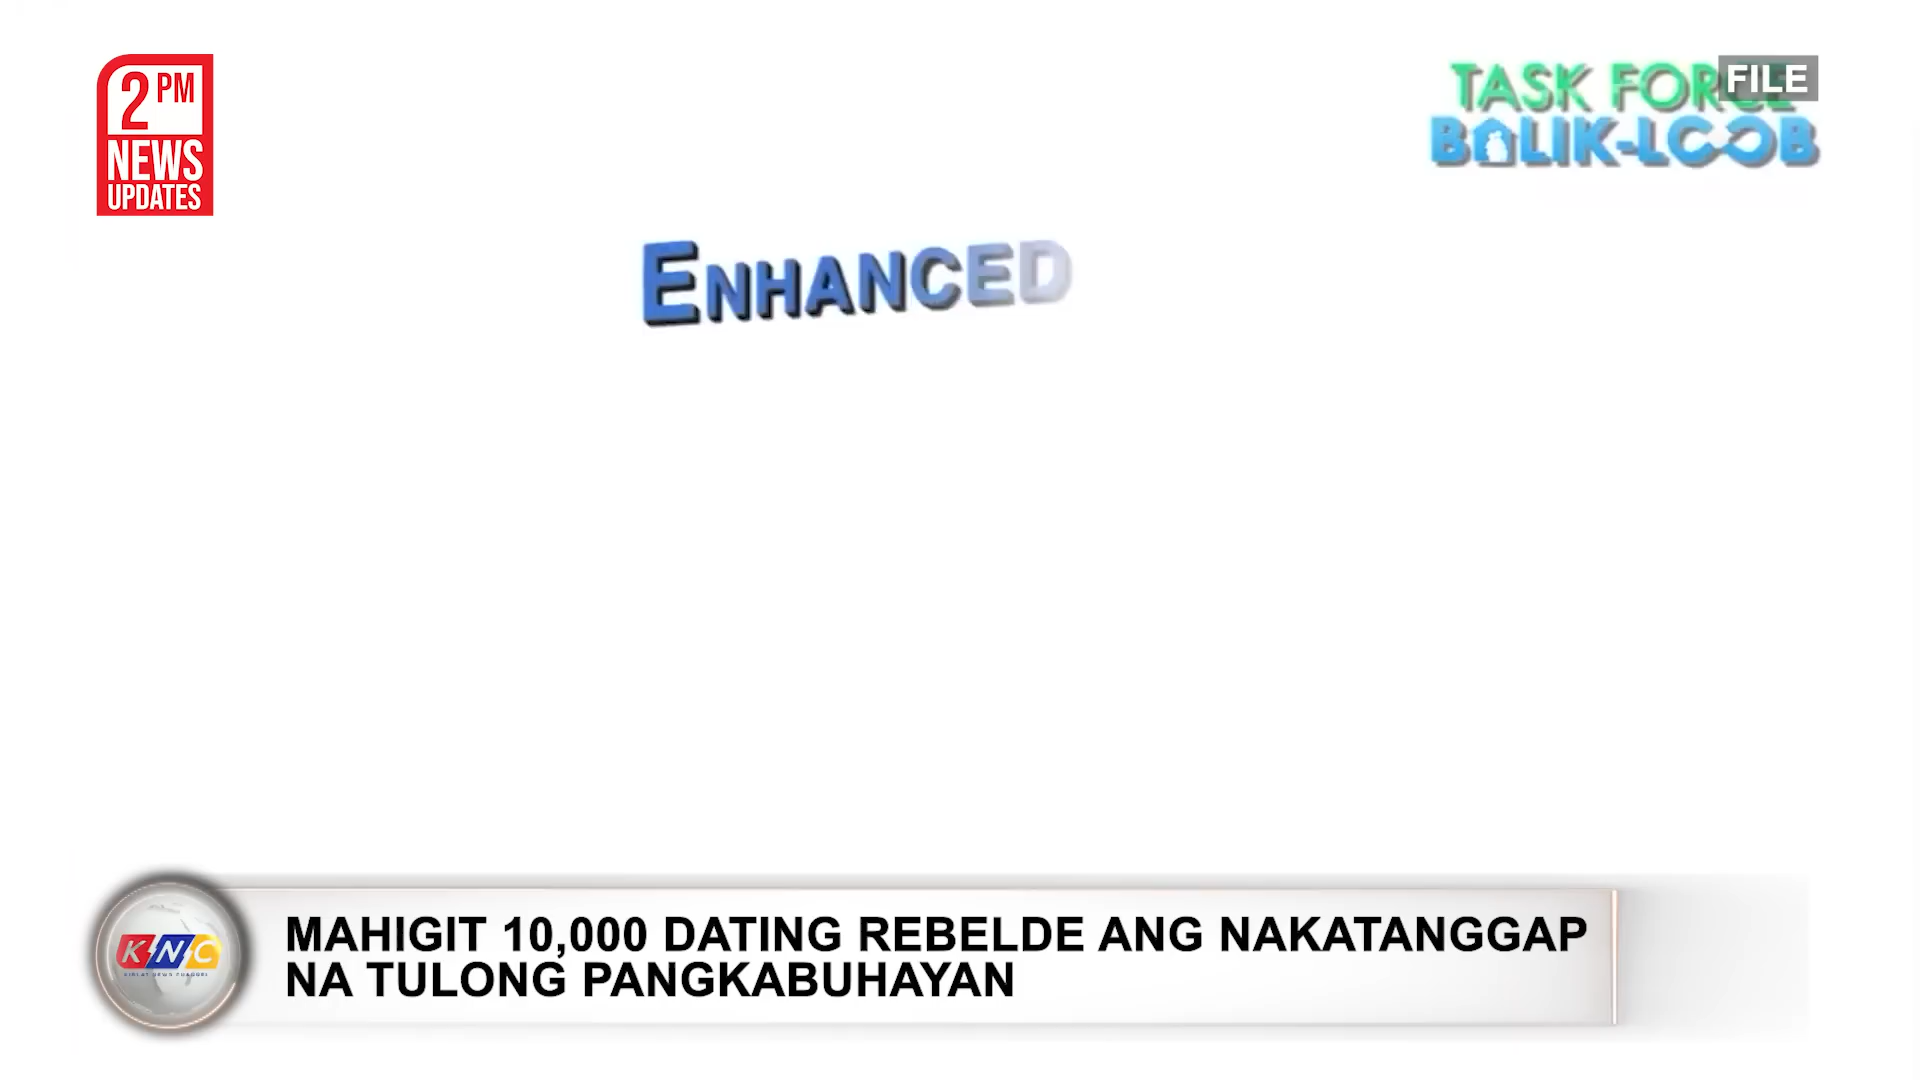 2 PM
NEWS
UPDATES
TASK FORCE
FILE
BALIK-LOOB
ENHANCED
KNC
MAHIGIT 10,000 DATING REBELDE ANG NAKATANGGAP
NA TULONG PANGKABUHAYAN